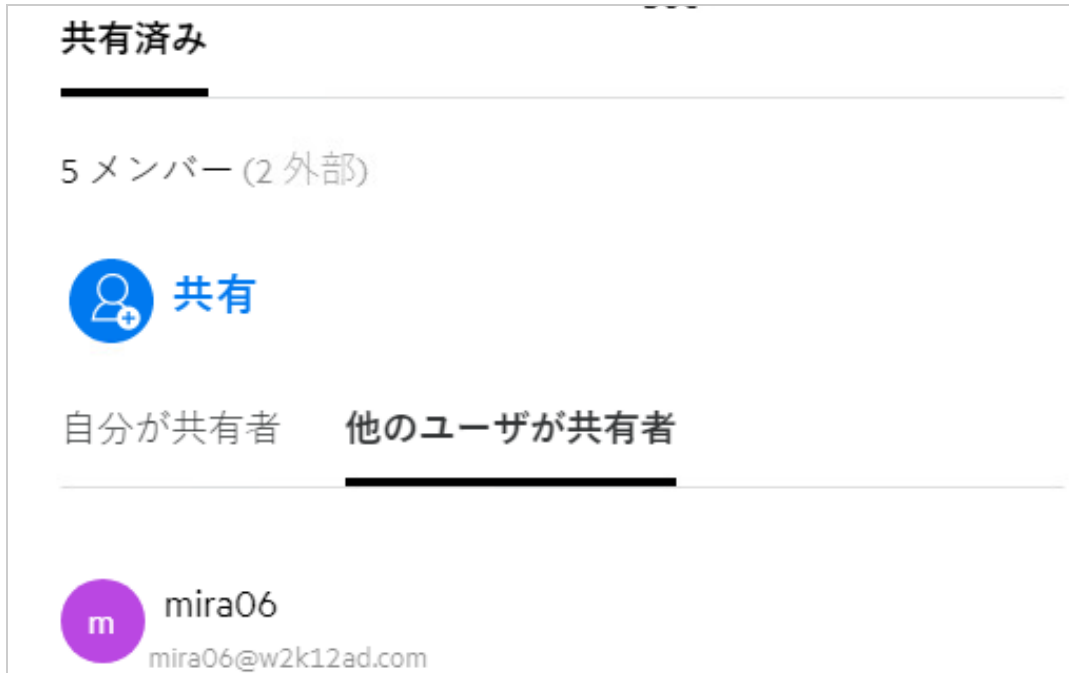 共有済み
5 メンバー (2 外部)
共有
自分が共有者 他のユーザが共有者
m mira06
mira06@w2k12ad.com